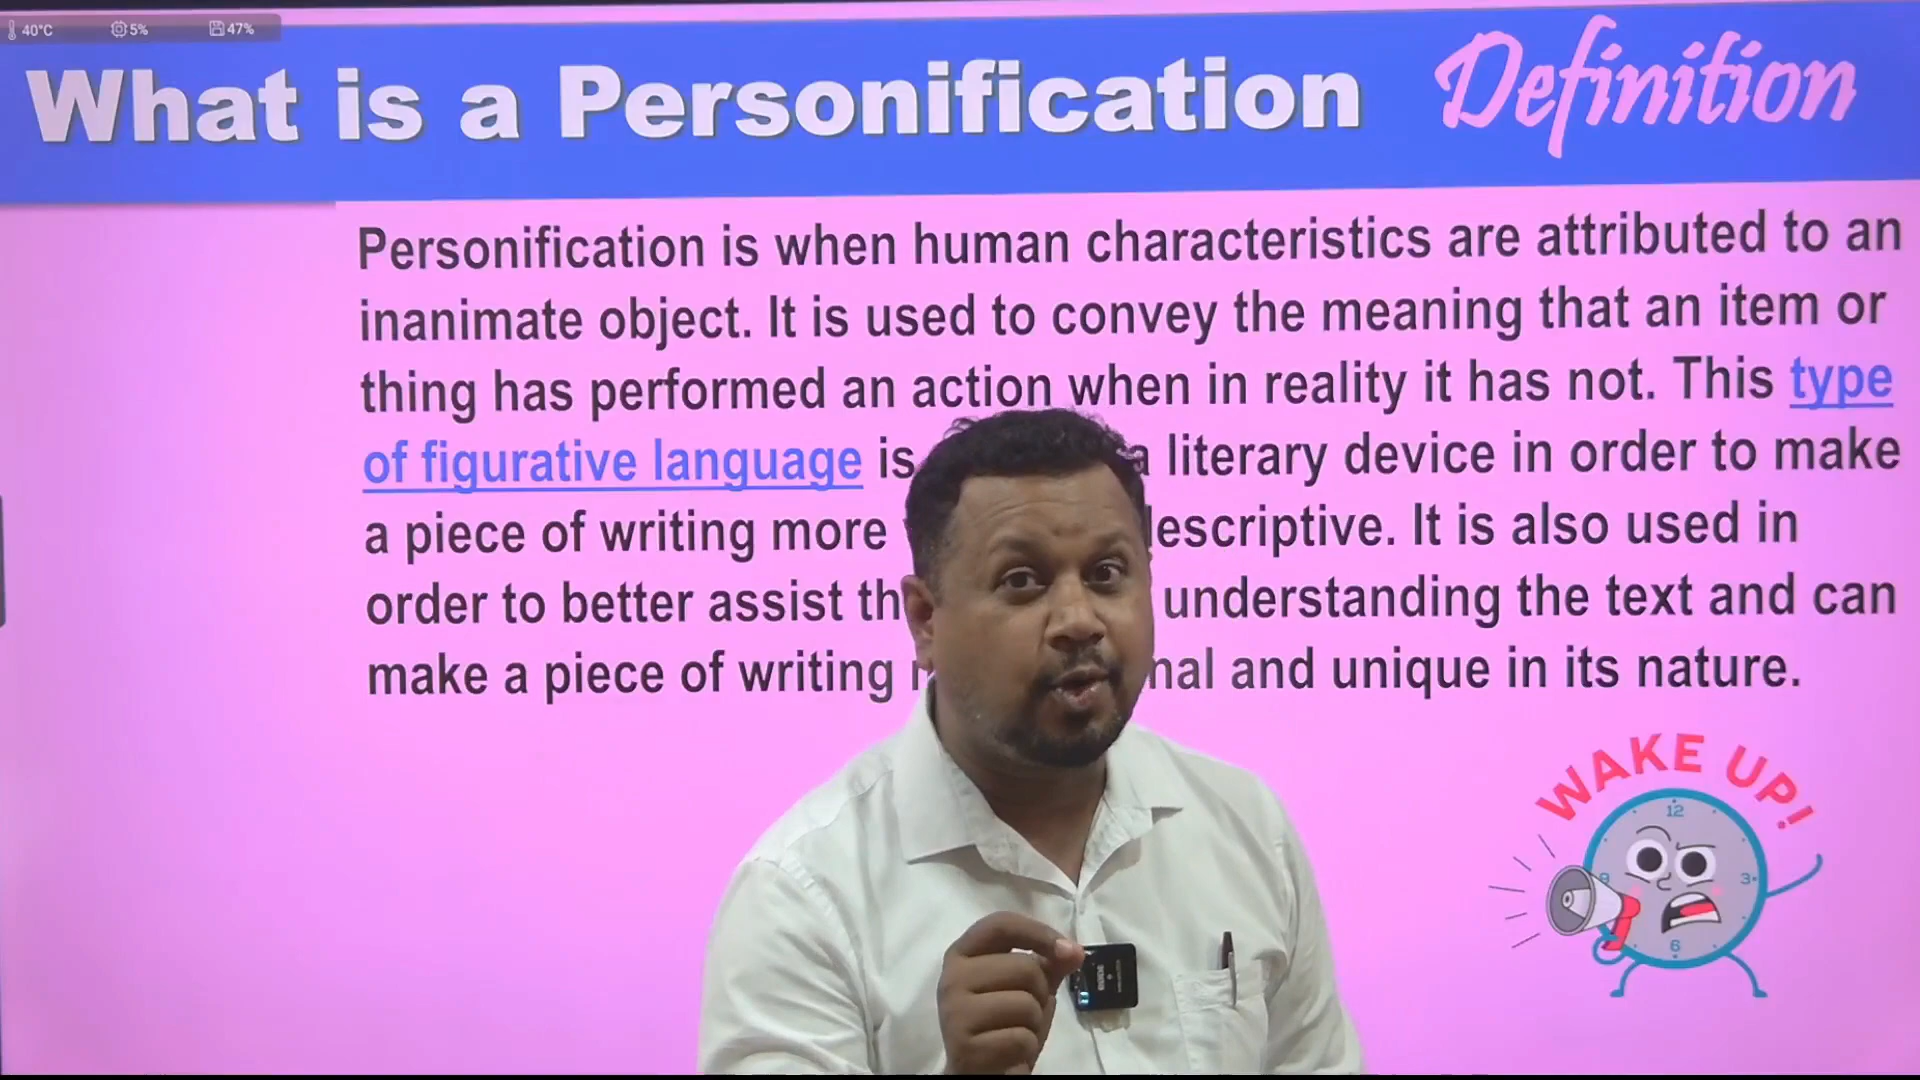 40°C 5% 47%
What is a Personification Definition
Personification is when human characteristics are attributed to an
inanimate object. It is used to convey the meaning that an item or
thing has performed an action when in reality it has not. This type
of figurative language is a literary device in order to make
a piece of writing more descriptive. It is also used in
order to better assist understanding the text and can
make a piece of writing and unique in its nature.
WAKE UP!
12
3
6